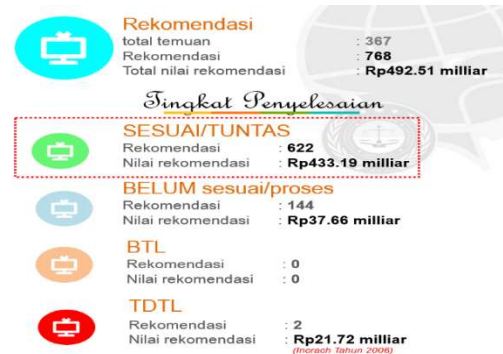 Rekomendasi
total temuan : 367
Rekomendasi : 768
Total nilai rekomendasi : Rp492.51 milliar
Tingkat Penyelesaian
SESUAI/TUNTAS
Rekomendasi : 622
Nilai rekomendasi : Rp433.19 milliar
BELUM sesuai/proses
Rekomendasi : 144
Nilai rekomendasi : Rp37.66 milliar
BTL
Rekomendasi : 0
Nilai rekomendasi : 0
TDTL
Rekomendasi : 2
Nilai rekomendasi : Rp21.72 milliar
(Incrach Tahun 2006)